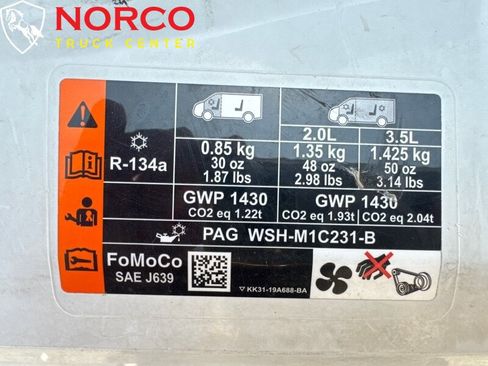 NORCO
TRUCK CENTER
2.0L 3.5L
R-134a 0.85 kg 1.35 kg 1.425 kg
30 oz 48 oz 50 oz
1.87 lbs 2.98 lbs 3.14 lbs
GWP 1430 GWP 1430
CO2 eq 1.22t CO2 eq 1.93t CO2 eq 2.04t
PAG WSH-M1C231-B
FoMoCo
SAE J639
KK31-19A688-BA